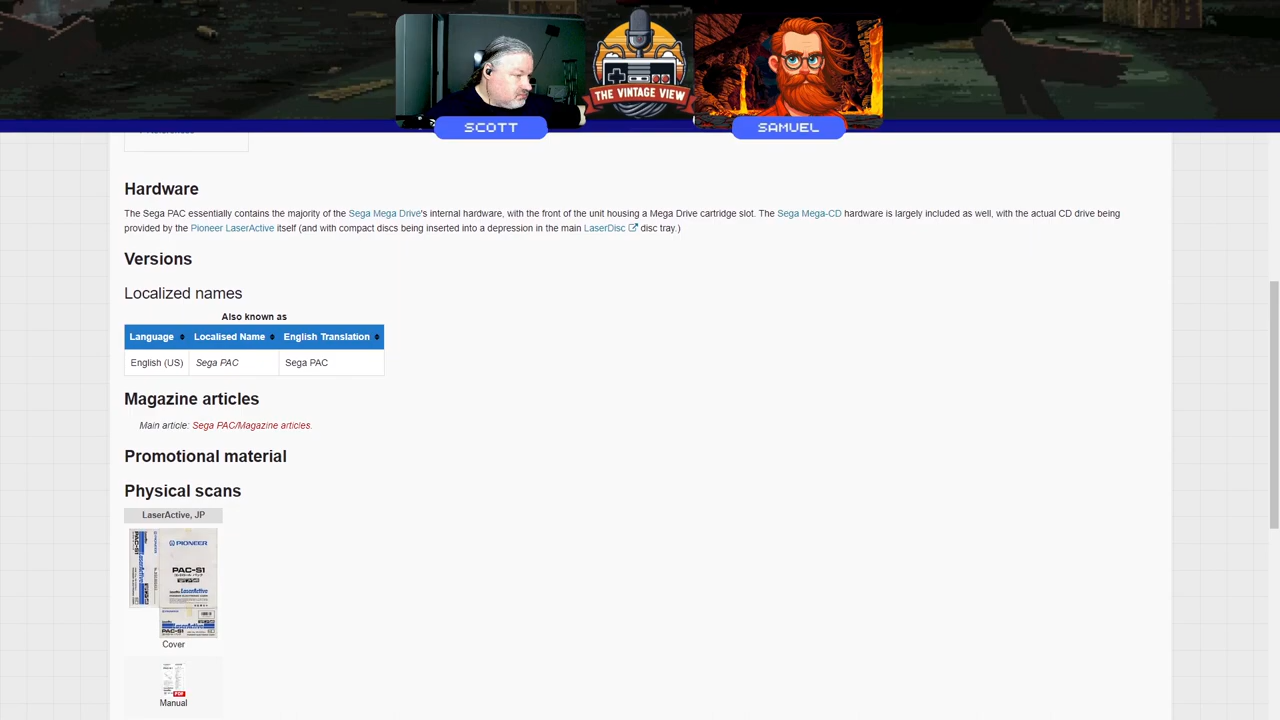 THE VINTAGE VIEW
SCOTT
SAMUEL
Hardware
The Sega PAC essentially contains the majority of the Sega Mega Drive's internal hardware, with the front of the unit housing a Mega Drive cartridge slot. The Sega Mega-CD hardware is largely included as well, with the actual CD drive being
provided by the Pioneer LaserActive itself (and with compact discs being inserted into a depression in the main LaserDisc disc tray.)
Versions
Localized names
Also known as
Language Localised Name English Translation
English (US) Sega PAC Sega PAC
Magazine articles
Main article: Sega PAC/Magazine articles.
Promotional material
Physical scans
LaserActive, JP
PIONEER
PAC-S1
LaserActive
PAC-S1
Cover
PDF
Manual